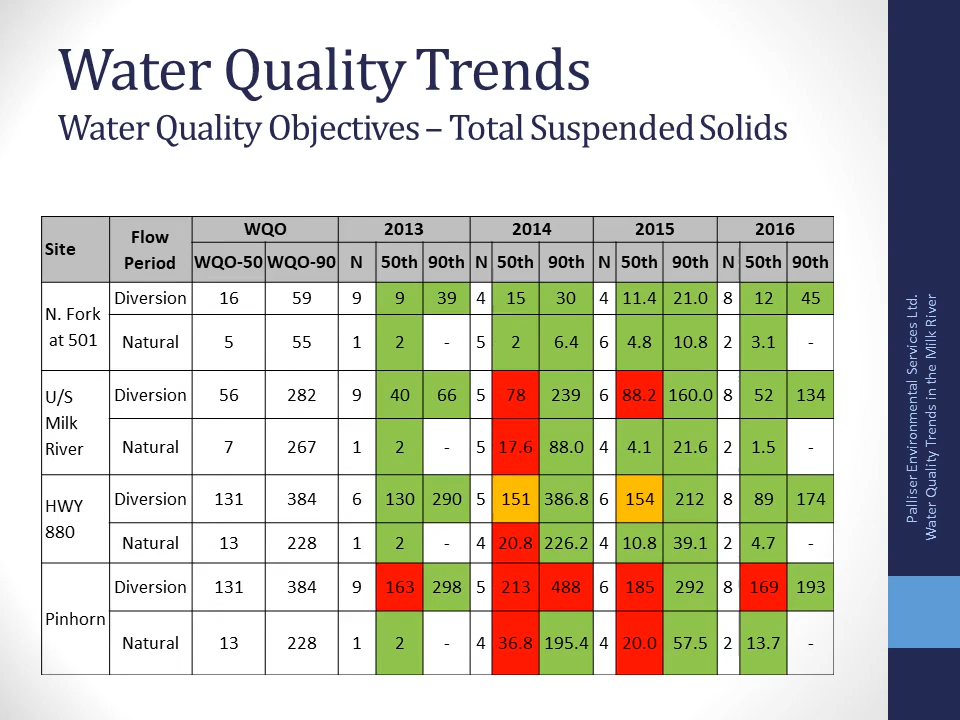 Water Quality Trends
Water Quality Objectives – Total Suspended Solids
Site Flow Period WQO 2013 2014 2015 2016
WQO-50 WQO-90 N 50th 90th N 50th 90th N 50th 90th N 50th 90th
N. Fork at 501 Diversion 16 59 9 9 39 4 15 30 4 11.4 21.0 8 12 45
Natural 5 55 1 2 - 5 2 6.4 6 4.8 10.8 2 3.1 -
U/S Milk River Diversion 56 282 9 40 66 5 78 239 6 88.2 160.0 8 52 134
Natural 7 267 1 2 - 5 17.6 88.0 4 4.1 21.6 2 1.5 -
HWY 880 Diversion 131 384 6 130 290 5 151 386.8 6 154 212 8 89 174
Natural 13 228 1 2 - 4 20.8 226.2 4 10.8 39.1 2 4.7 -
Pinhorn Diversion 131 384 9 163 298 5 213 488 6 185 292 8 169 193
Natural 13 228 1 2 - 4 36.8 195.4 4 20.0 57.5 2 13.7 -
Palliser Environmental Services Ltd.
Water Quality Trends in the Milk River